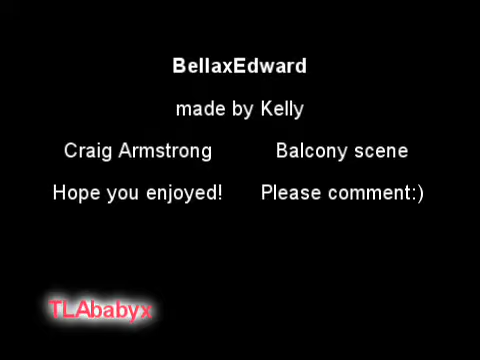 BellaxEdward
made by Kelly
Craig Armstrong Balcony scene
Hope you enjoyed! Please comment:)
TLAbabyx